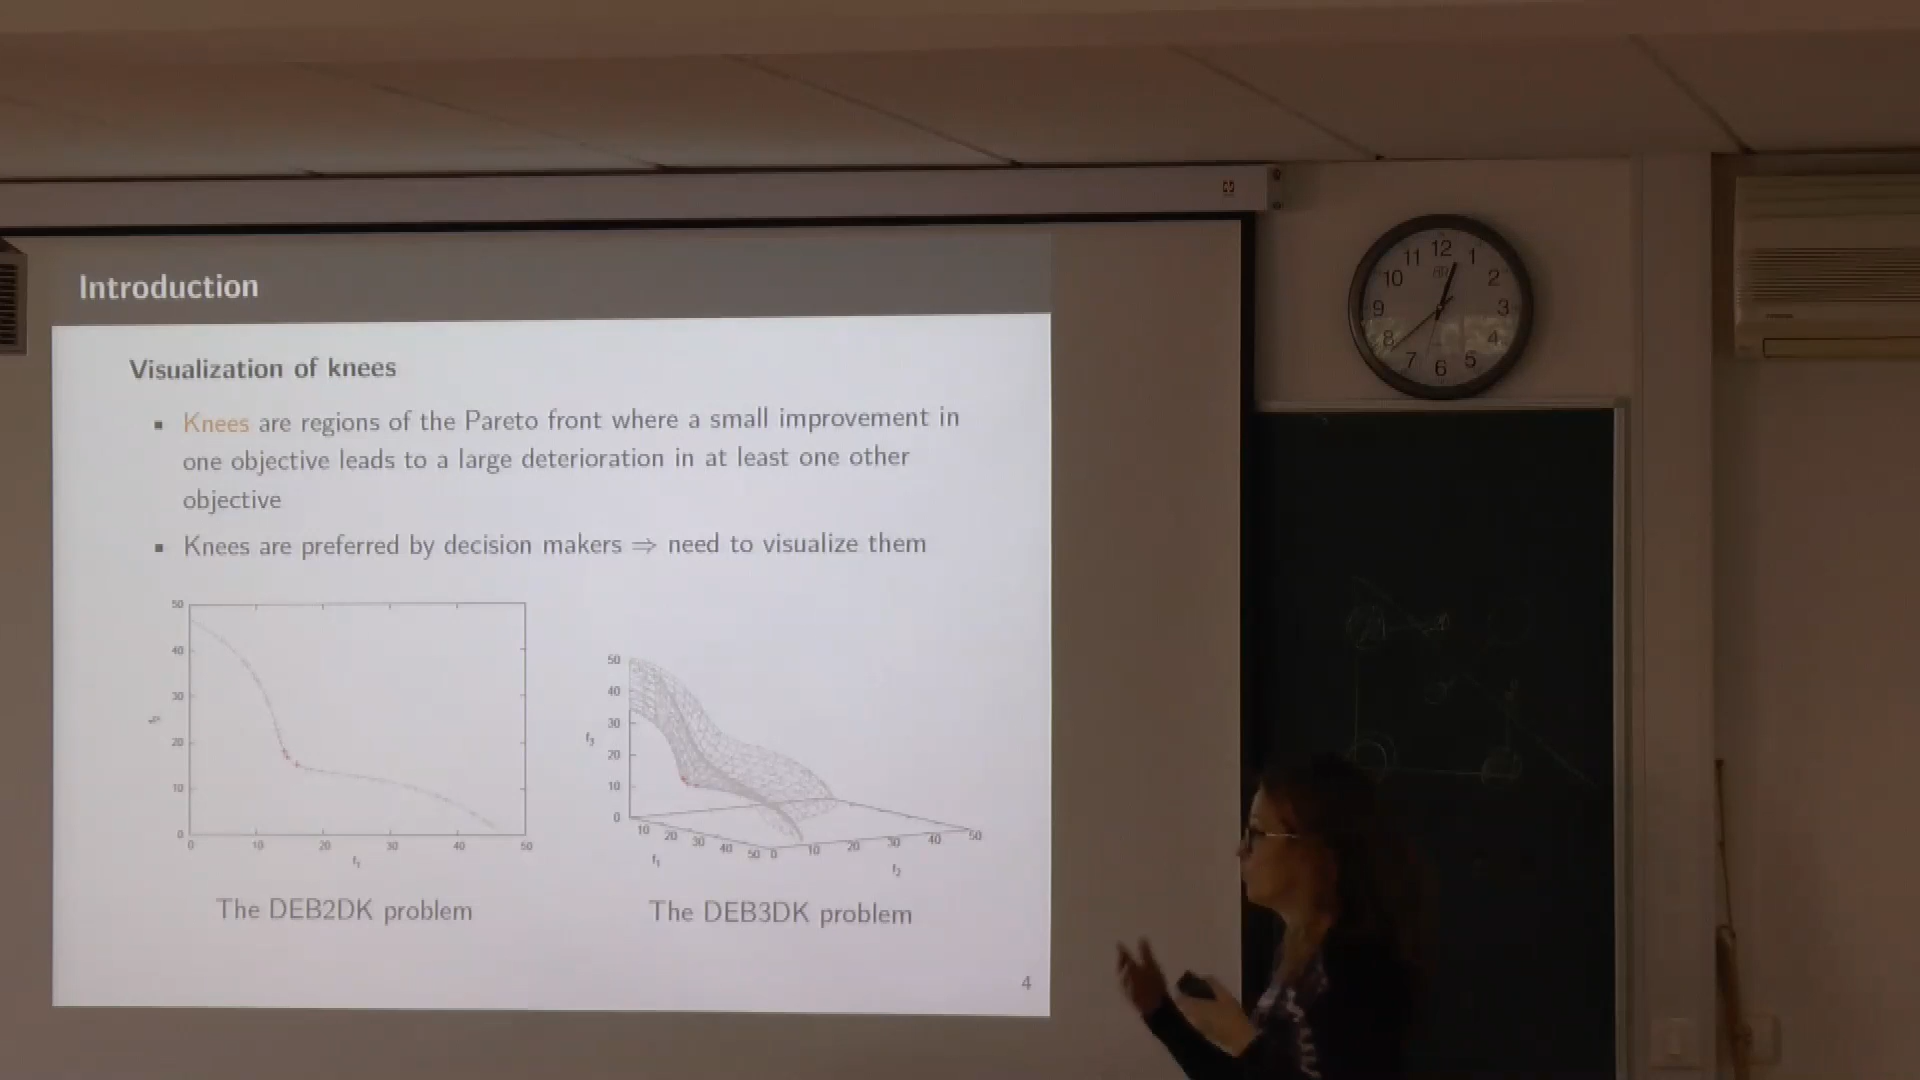 Introduction
Visualization of knees
▪ Knees are regions of the Pareto front where a small improvement in
one objective leads to a large deterioration in at least one other
objective
▪ Knees are preferred by decision makers ⇒ need to visualize them
50
40
30
20
10
0
0 10 20 30 40 50
f₁
50
40
30
20
10
0
f₃
10 20 30 40 50
f₁
0 10 20 30 40 50
f₂
The DEB2DK problem
The DEB3DK problem
4
12
1
2
3
4
5
6
7
8
9
10
11